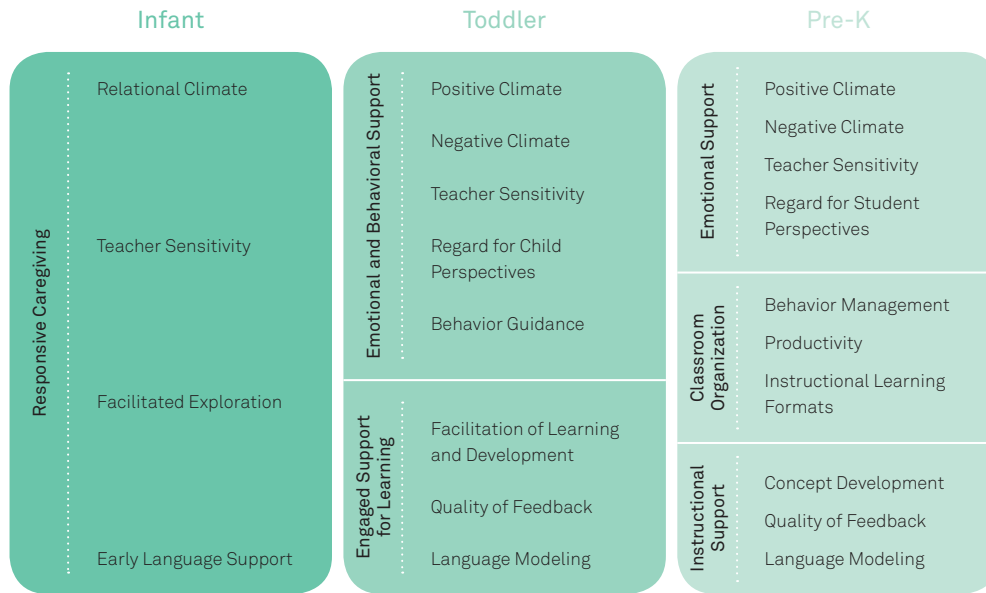 Infant
Responsive Caregiving
Relational Climate
Teacher Sensitivity
Facilitated Exploration
Early Language Support
Toddler
Emotional and Behavioral Support
Positive Climate
Negative Climate
Teacher Sensitivity
Regard for Child
Perspectives
Behavior Guidance
Engaged Support
for Learning
Facilitation of Learning
and Development
Quality of Feedback
Language Modeling
Pre-K
Emotional Support
Positive Climate
Negative Climate
Teacher Sensitivity
Regard for Student
Perspectives
Classroom
Organization
Behavior Management
Productivity
Instructional Learning
Formats
Instructional
Support
Concept Development
Quality of Feedback
Language Modeling